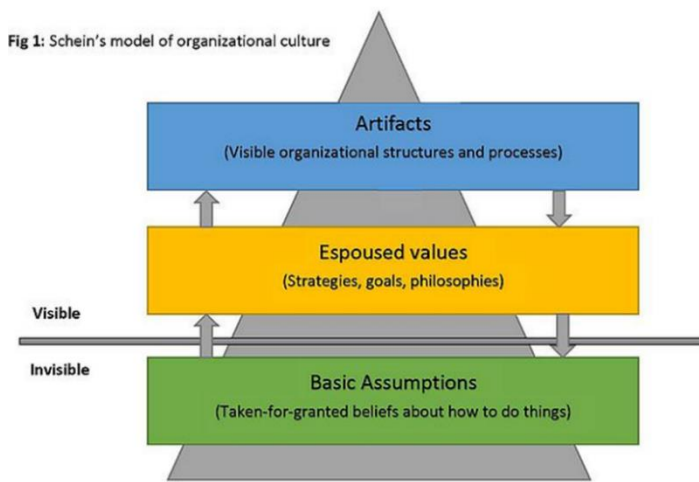 Fig 1: Schein's model of organizational culture
Artifacts
(Visible organizational structures and processes)
Espoused values
(Strategies, goals, philosophies)
Visible
Invisible
Basic Assumptions
(Taken-for-granted beliefs about how to do things)